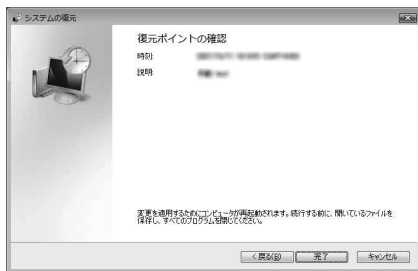 システムの復元
復元ポイントの確認
時刻:
説明:
変更を適用するためにコンピュータが再起動されます。続行する前に、開いているファイルを
保存し、すべてのプログラムを閉じてください。
< 戻る(B)
完了
キャンセル